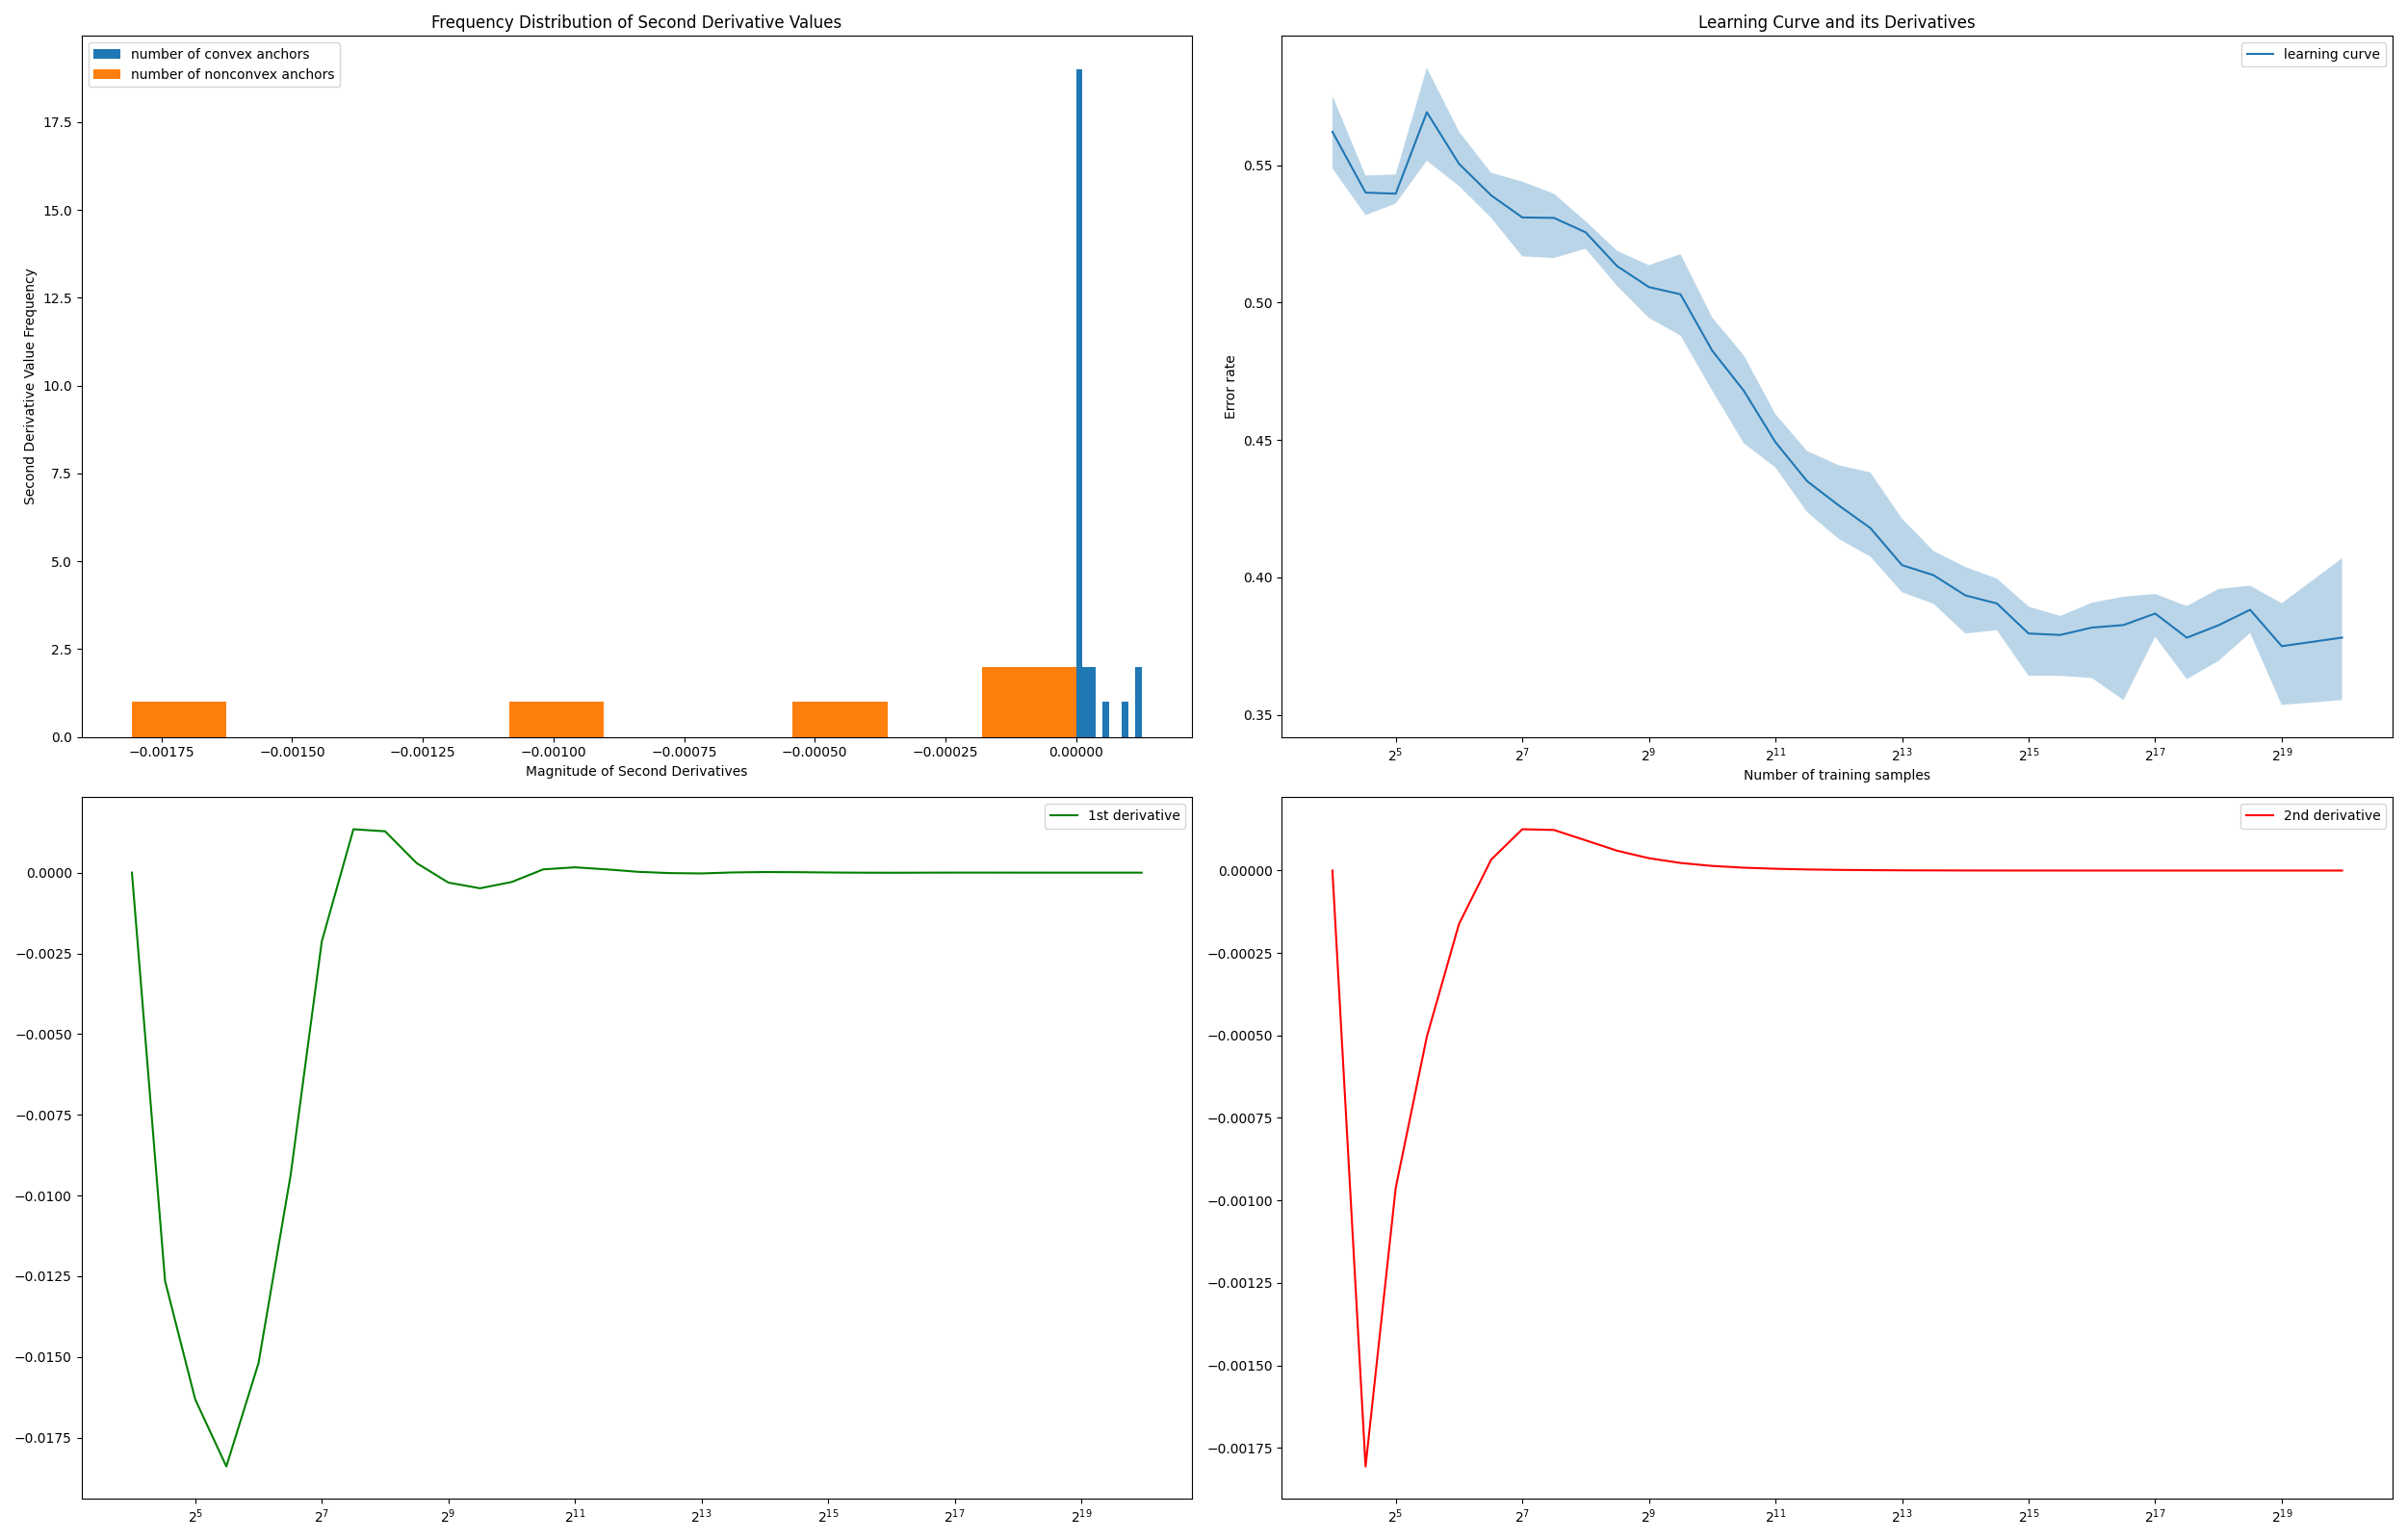 Frequency Distribution of Second Derivative Values
number of convex anchors
number of nonconvex anchors
Second Derivative Value Frequency
17.5
15.0
12.5
10.0
7.5
5.0
2.5
0.0
−0.00175 −0.00150 −0.00125 −0.00100 −0.00075 −0.00050 −0.00025 0.00000
Magnitude of Second Derivatives
Learning Curve and its Derivatives
learning curve
Error rate
0.55
0.50
0.45
0.40
0.35
2^5 2^7 2^9 2^11 2^13 2^15 2^17 2^19
Number of training samples
1st derivative
0.0000
−0.0025
−0.0050
−0.0075
−0.0100
−0.0125
−0.0150
−0.0175
2^5 2^7 2^9 2^11 2^13 2^15 2^17 2^19
2nd derivative
0.00000
−0.00025
−0.00050
−0.00075
−0.00100
−0.00125
−0.00150
−0.00175
2^5 2^7 2^9 2^11 2^13 2^15 2^17 2^19